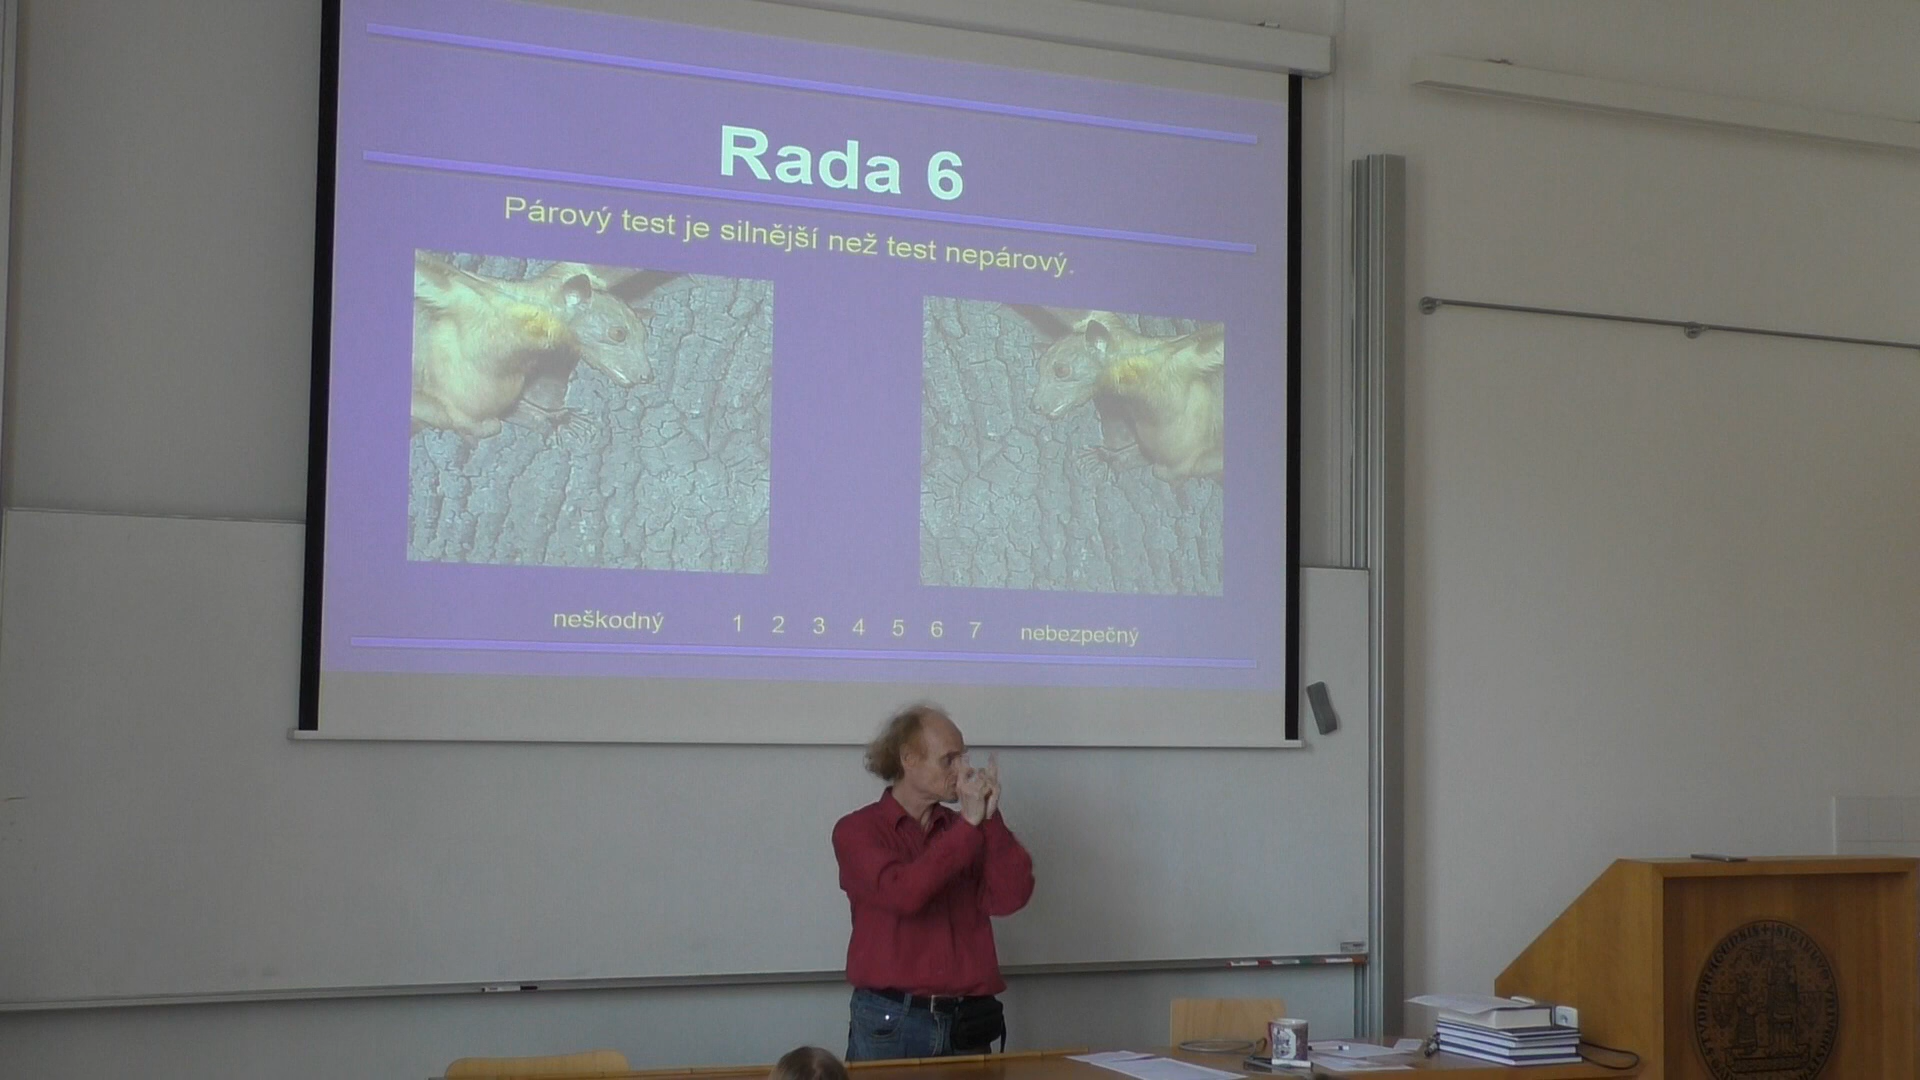 Rada 6
Párový test je silnější než test nepárový.
neškodný 1 2 3 4 5 6 7 nebezpečný